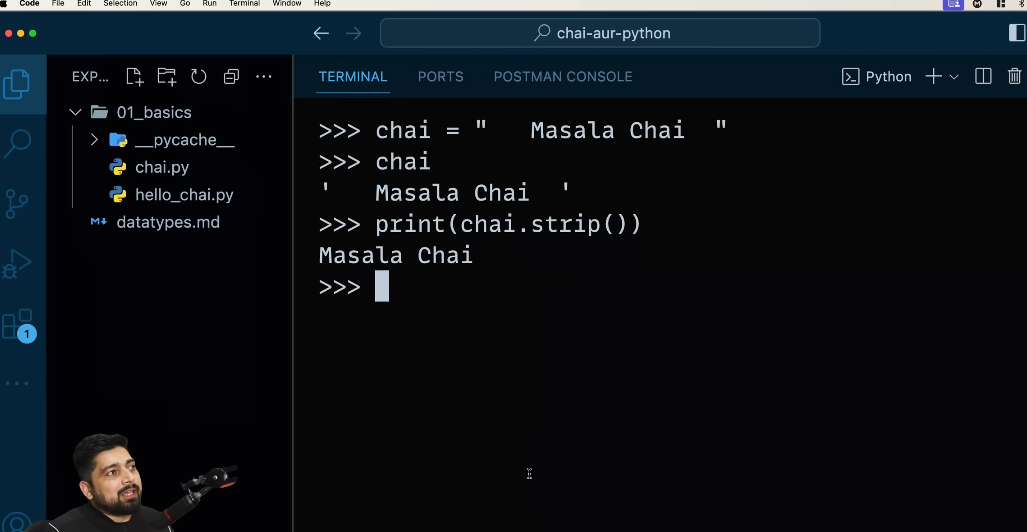 Code File Edit Selection View Go Run Terminal Window Help
chai-aur-python
EXP...
TERMINAL PORTS POSTMAN CONSOLE
Python
01_basics
__pycache__
chai.py
hello_chai.py
datatypes.md
1
>>> chai = "   Masala Chai  "
>>> chai
'   Masala Chai  '
>>> print(chai.strip())
Masala Chai
>>>